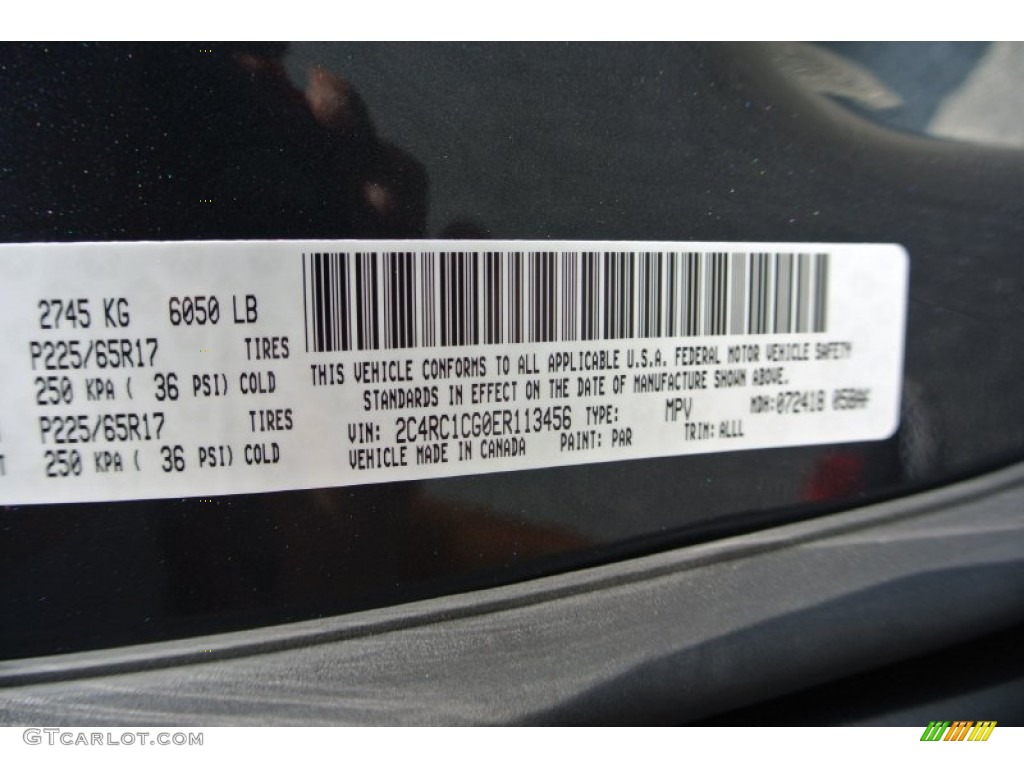 2745 KG 6050 LB
P225/65R17 TIRES
250 KPA ( 36 PSI) COLD
P225/65R17 TIRES
250 KPA ( 36 PSI) COLD
THIS VEHICLE CONFORMS TO ALL APPLICABLE U.S.A. FEDERAL MOTOR VEHICLE SAFETY
STANDARDS IN EFFECT ON THE DATE OF MANUFACTURE SHOWN ABOVE.
VIN: 2C4RC1CG0ER113456 TYPE: MPV MDH:072418
VEHICLE MADE IN CANADA PAINT: PAR TRIM: ALLL
GTCARLOT.COM